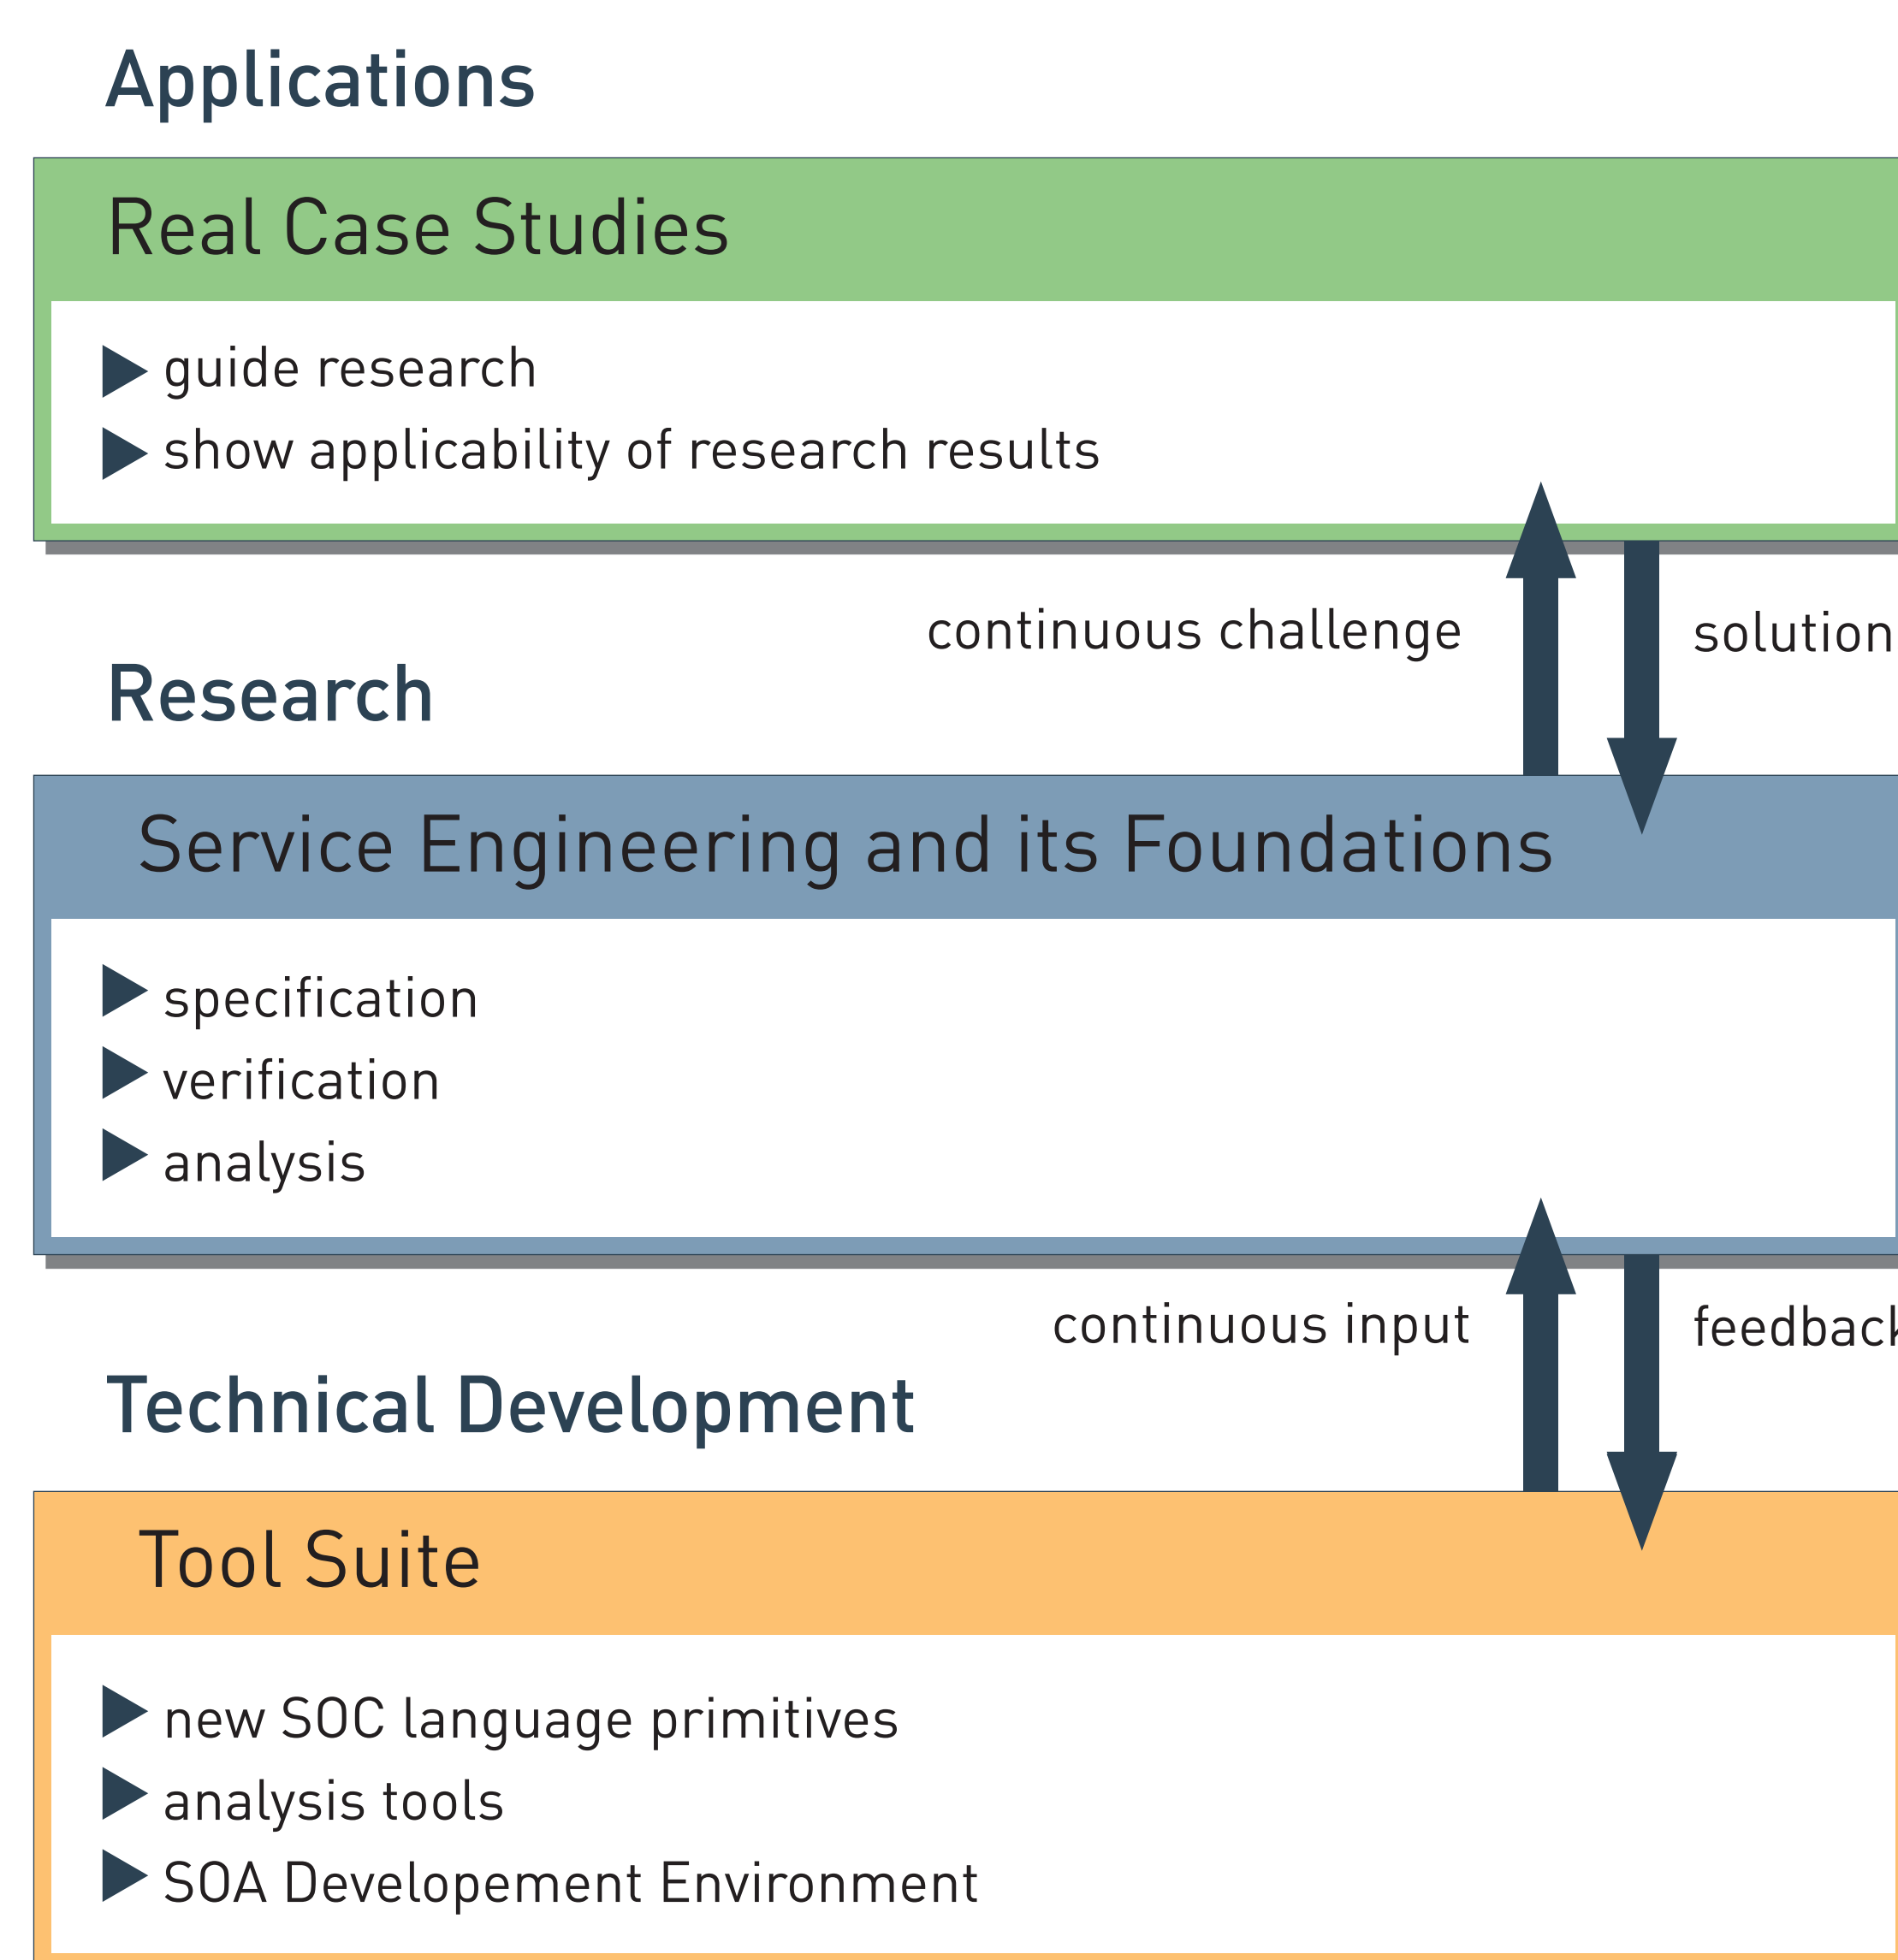 Applications
Real Case Studies
guide research
show applicability of research results
continuous challenge
solution
Research
Service Engineering and its Foundations
specification
verification
analysis
continuous input
feedback
Technical Development
Tool Suite
new SOC language primitives
analysis tools
SOA Developement Environment